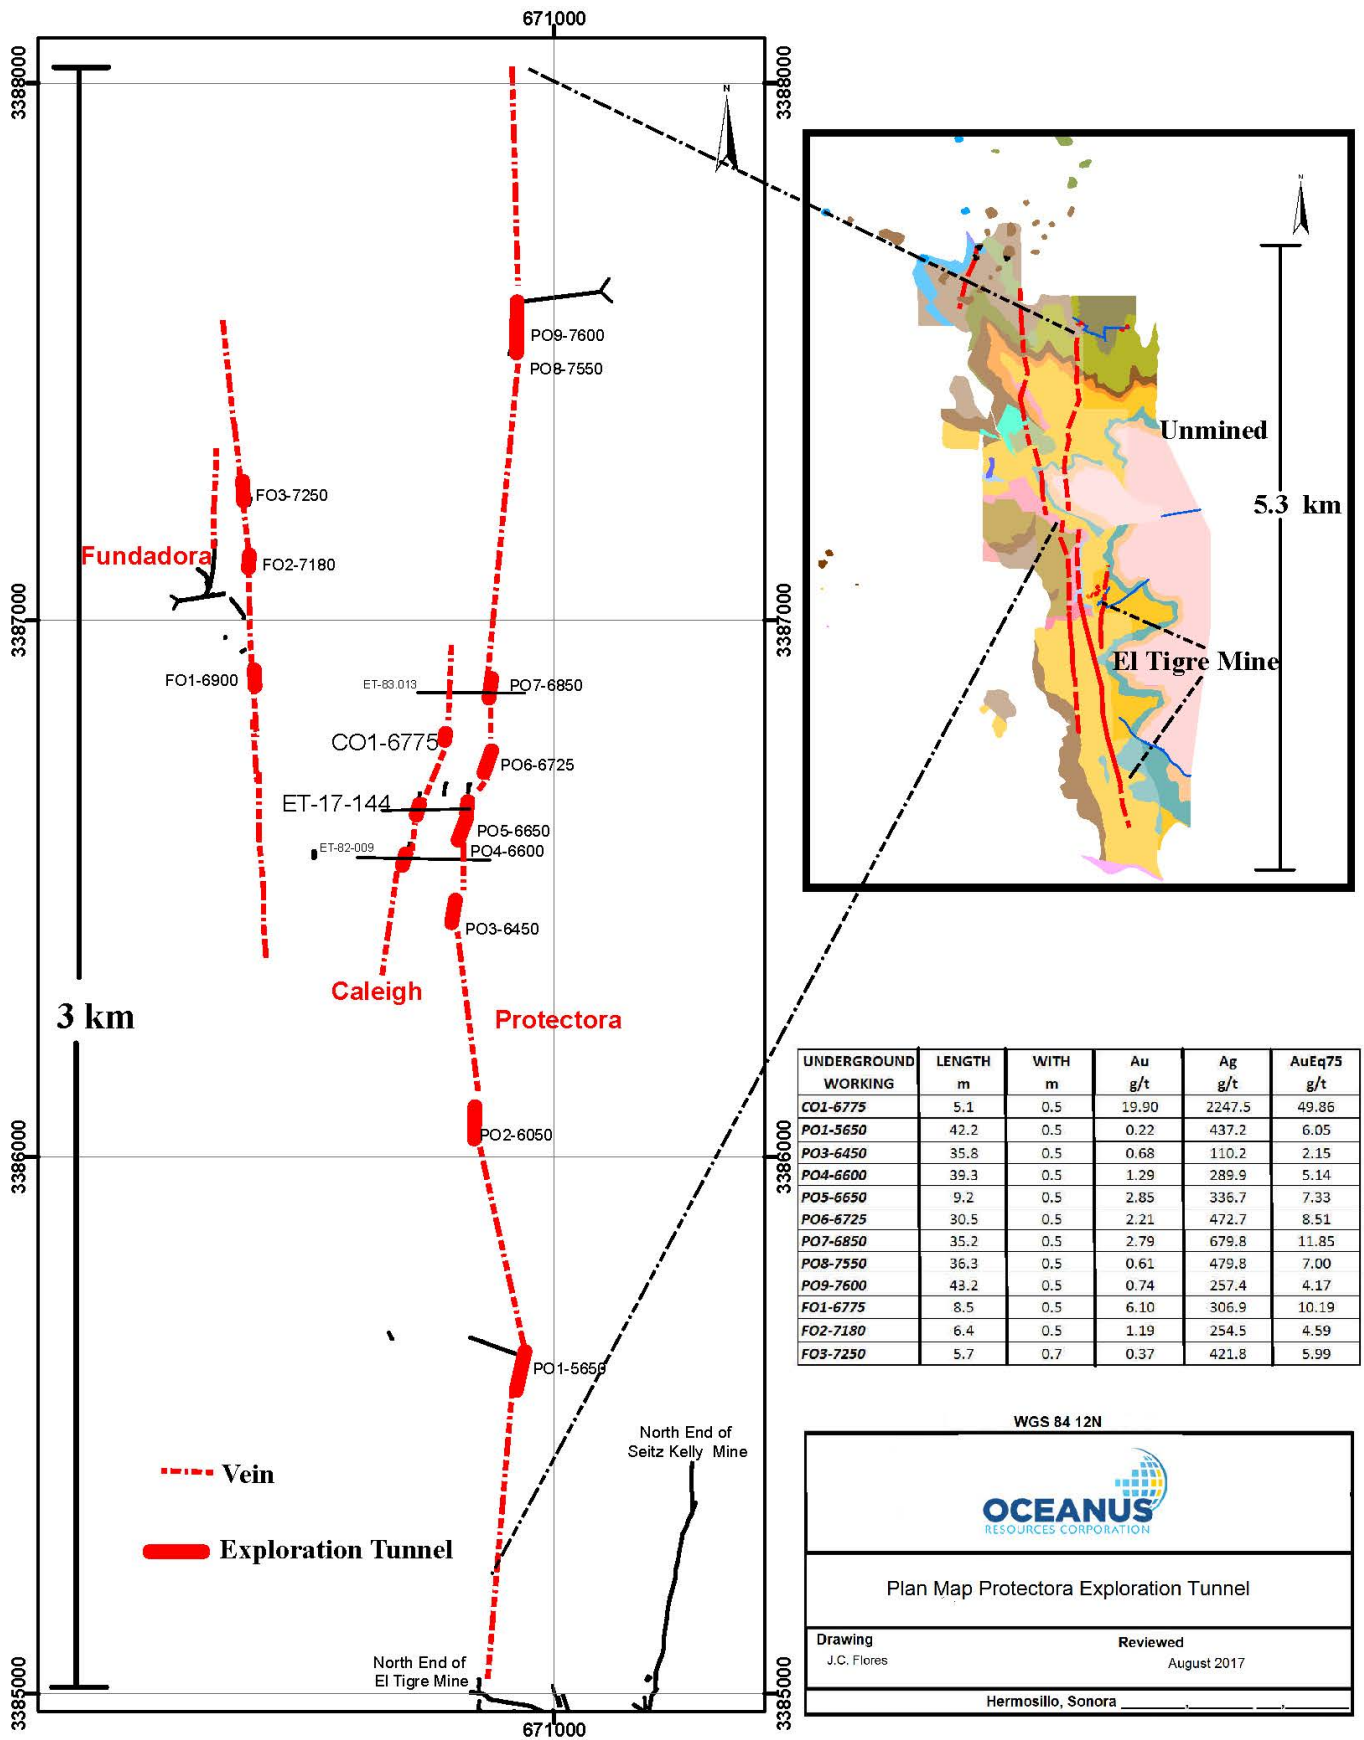 671000
3388000
3388000
N
N
PO9-7600
PO8-7550
Unmined
FO3-7250
5.3 km
Fundadora
FO2-7180
3387000
3387000
El Tigre Mine
FO1-6900
ET-83.013
PO7-6850
CO1-6775
PO6-6725
ET-17-144
PO5-6650
ET-82-009
PO4-6600
PO3-6450
Caleigh
3 km
Protectora
PO2-6050
3386000
3386000
UNDERGROUND WORKING LENGTH m WITH m Au g/t Ag g/t AuEq75 g/t
CO1-6775 5.1 0.5 19.90 2247.5 49.86
PO1-5650 42.2 0.5 0.22 437.2 6.05
PO3-6450 35.8 0.5 0.68 110.2 2.15
PO4-6600 39.3 0.5 1.29 289.9 5.14
PO5-6650 9.2 0.5 2.85 336.7 7.33
PO6-6725 30.5 0.5 2.21 472.7 8.51
PO7-6850 35.2 0.5 2.79 679.8 11.85
PO8-7550 36.3 0.5 0.61 479.8 7.00
PO9-7600 43.2 0.5 0.74 257.4 4.17
FO1-6775 8.5 0.5 6.10 306.9 10.19
FO2-7180 6.4 0.5 1.19 254.5 4.59
FO3-7250 5.7 0.7 0.37 421.8 5.99
PO1-5650
North End of
Seitz Kelly Mine
Vein
Exploration Tunnel
North End of
El Tigre Mine
3385000
3385000
671000
WGS 84 12N
OCEANUS
RESOURCES CORPORATION
Plan Map Protectora Exploration Tunnel
Drawing Reviewed
J.C. Flores August 2017
Hermosillo, Sonora